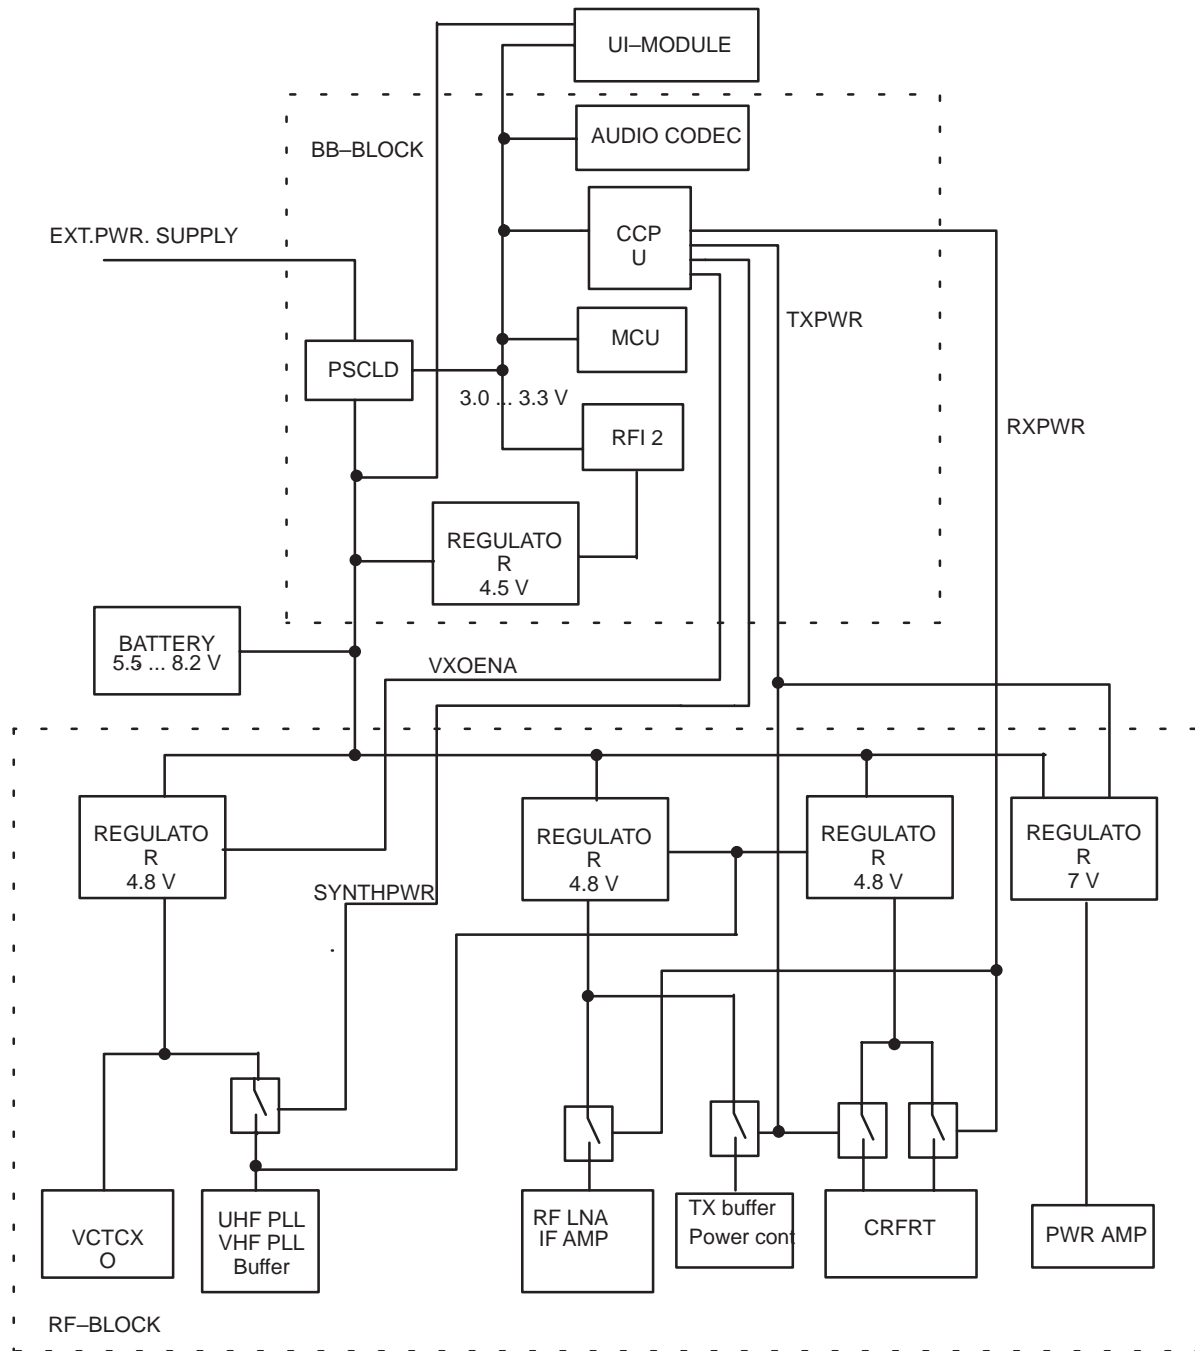 UI–MODULE
BB–BLOCK
AUDIO CODEC
EXT.PWR. SUPPLY
CCP
U
TXPWR
MCU
PSCLD
3.0 ... 3.3 V
RFI 2
RXPWR
REGULATO
R
4.5 V
BATTERY
5.5 ... 8.2 V
VXOENA
REGULATO
R
4.8 V
REGULATO
R
4.8 V
REGULATO
R
4.8 V
REGULATO
R
7 V
SYNTHPWR
VCTCX
O
UHF PLL
VHF PLL
Buffer
RF LNA
IF AMP
TX buffer
Power cont
CRFRT
PWR AMP
RF–BLOCK